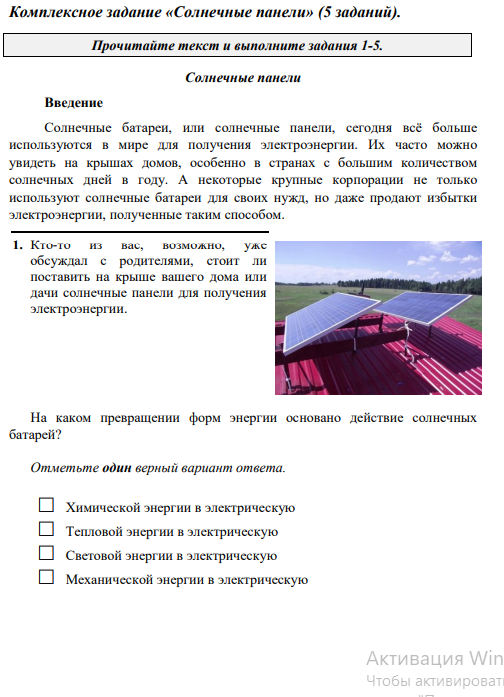 Комплексное задание «Солнечные панели» (5 заданий).
Прочитайте текст и выполните задания 1-5.
Солнечные панели
Введение
Солнечные батареи, или солнечные панели, сегодня всё больше
используются в мире для получения электроэнергии. Их часто можно
увидеть на крышах домов, особенно в странах с большим количеством
солнечных дней в году. А некоторые крупные корпорации не только
используют солнечные батареи для своих нужд, но даже продают избытки
электроэнергии, полученные таким способом.
1. Кто-то из вас, возможно, уже
обсуждал с родителями, стоит ли
поставить на крыше вашего дома или
дачи солнечные панели для получения
электроэнергии.
На каком превращении форм энергии основано действие солнечных
батарей?
Отметьте один верный вариант ответа.
Химической энергии в электрическую
Тепловой энергии в электрическую
Световой энергии в электрическую
Механической энергии в электрическую
Активация Win
Чтобы активировать